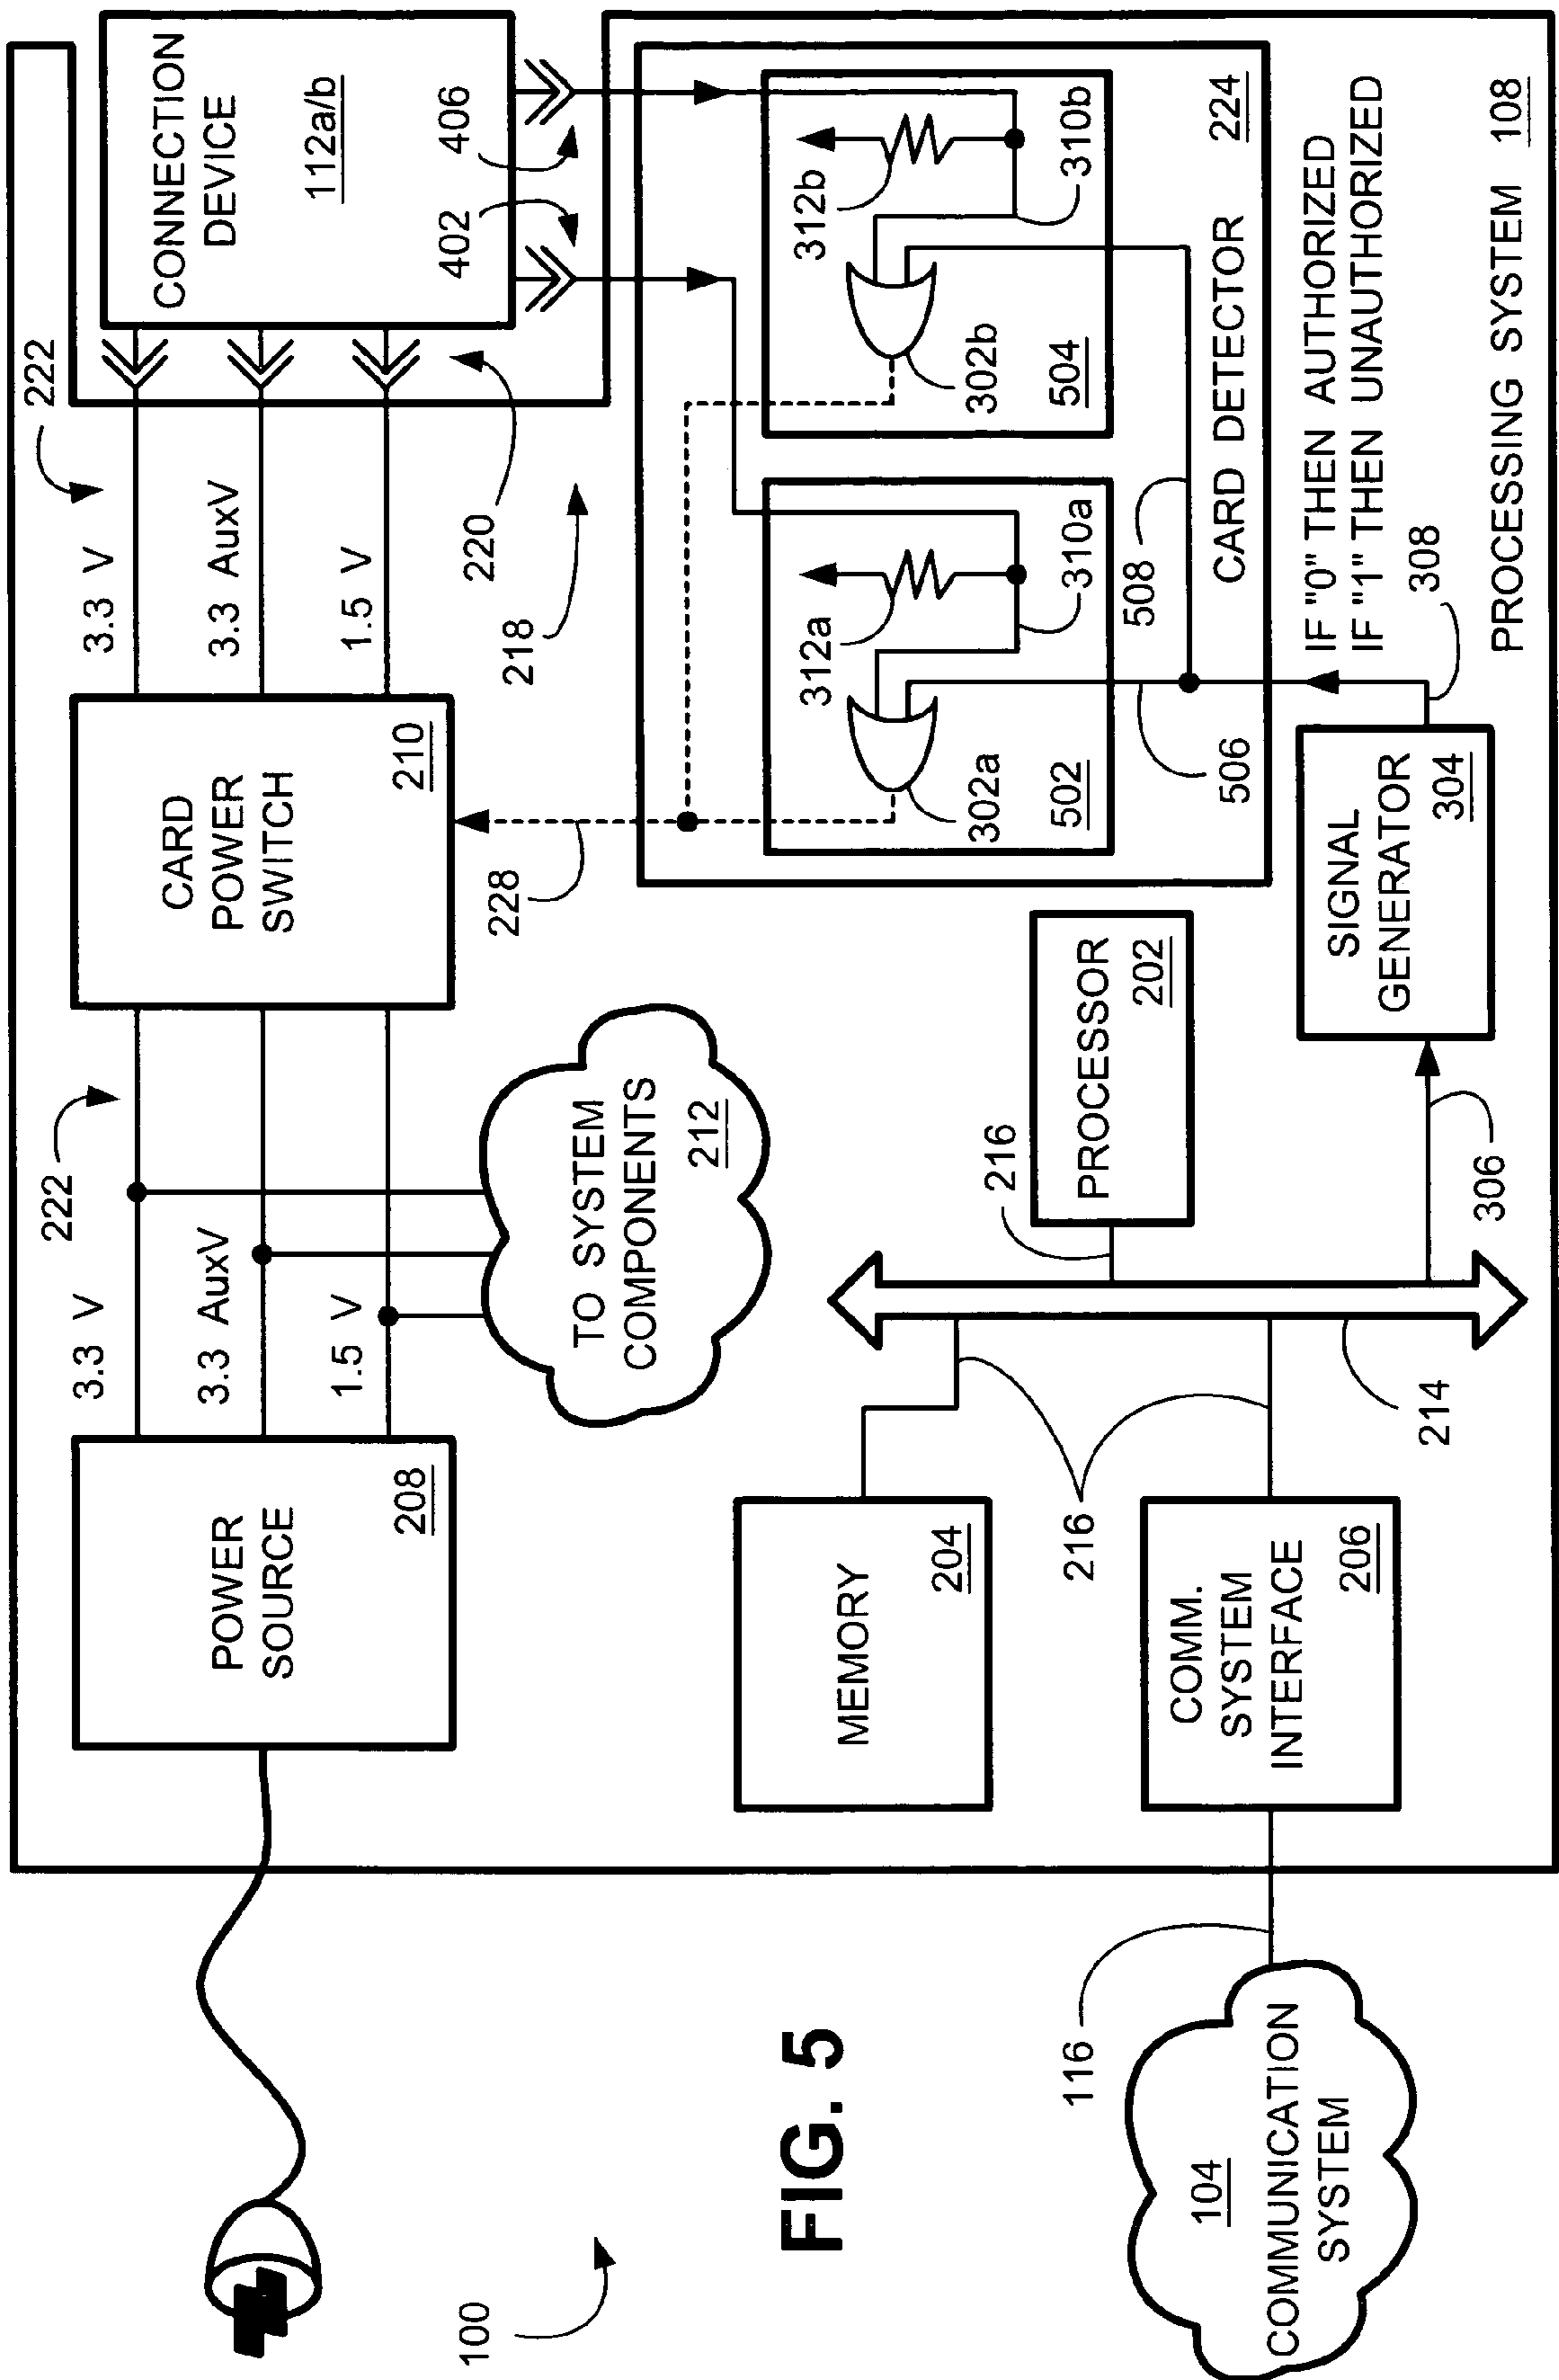 222
222
3.3 V
3.3 AuxV
1.5 V
3.3 V
3.3 AuxV
1.5 V
POWER
SOURCE
208
CARD
POWER
SWITCH
210
CONNECTION
DEVICE
112a/b
402
406
220
218
228
TO SYSTEM
COMPONENTS
212
100
FIG. 5
MEMORY
204
216
216
PROCESSOR
202
312a
302a
502
310a
312b
302b
504
310b
506
508
CARD DETECTOR 224
116
104
COMMUNICATION
SYSTEM
COMM.
SYSTEM
INTERFACE
206
214
306
SIGNAL
GENERATOR
304
308
IF "0" THEN AUTHORIZED
IF "1" THEN UNAUTHORIZED
PROCESSING SYSTEM 108